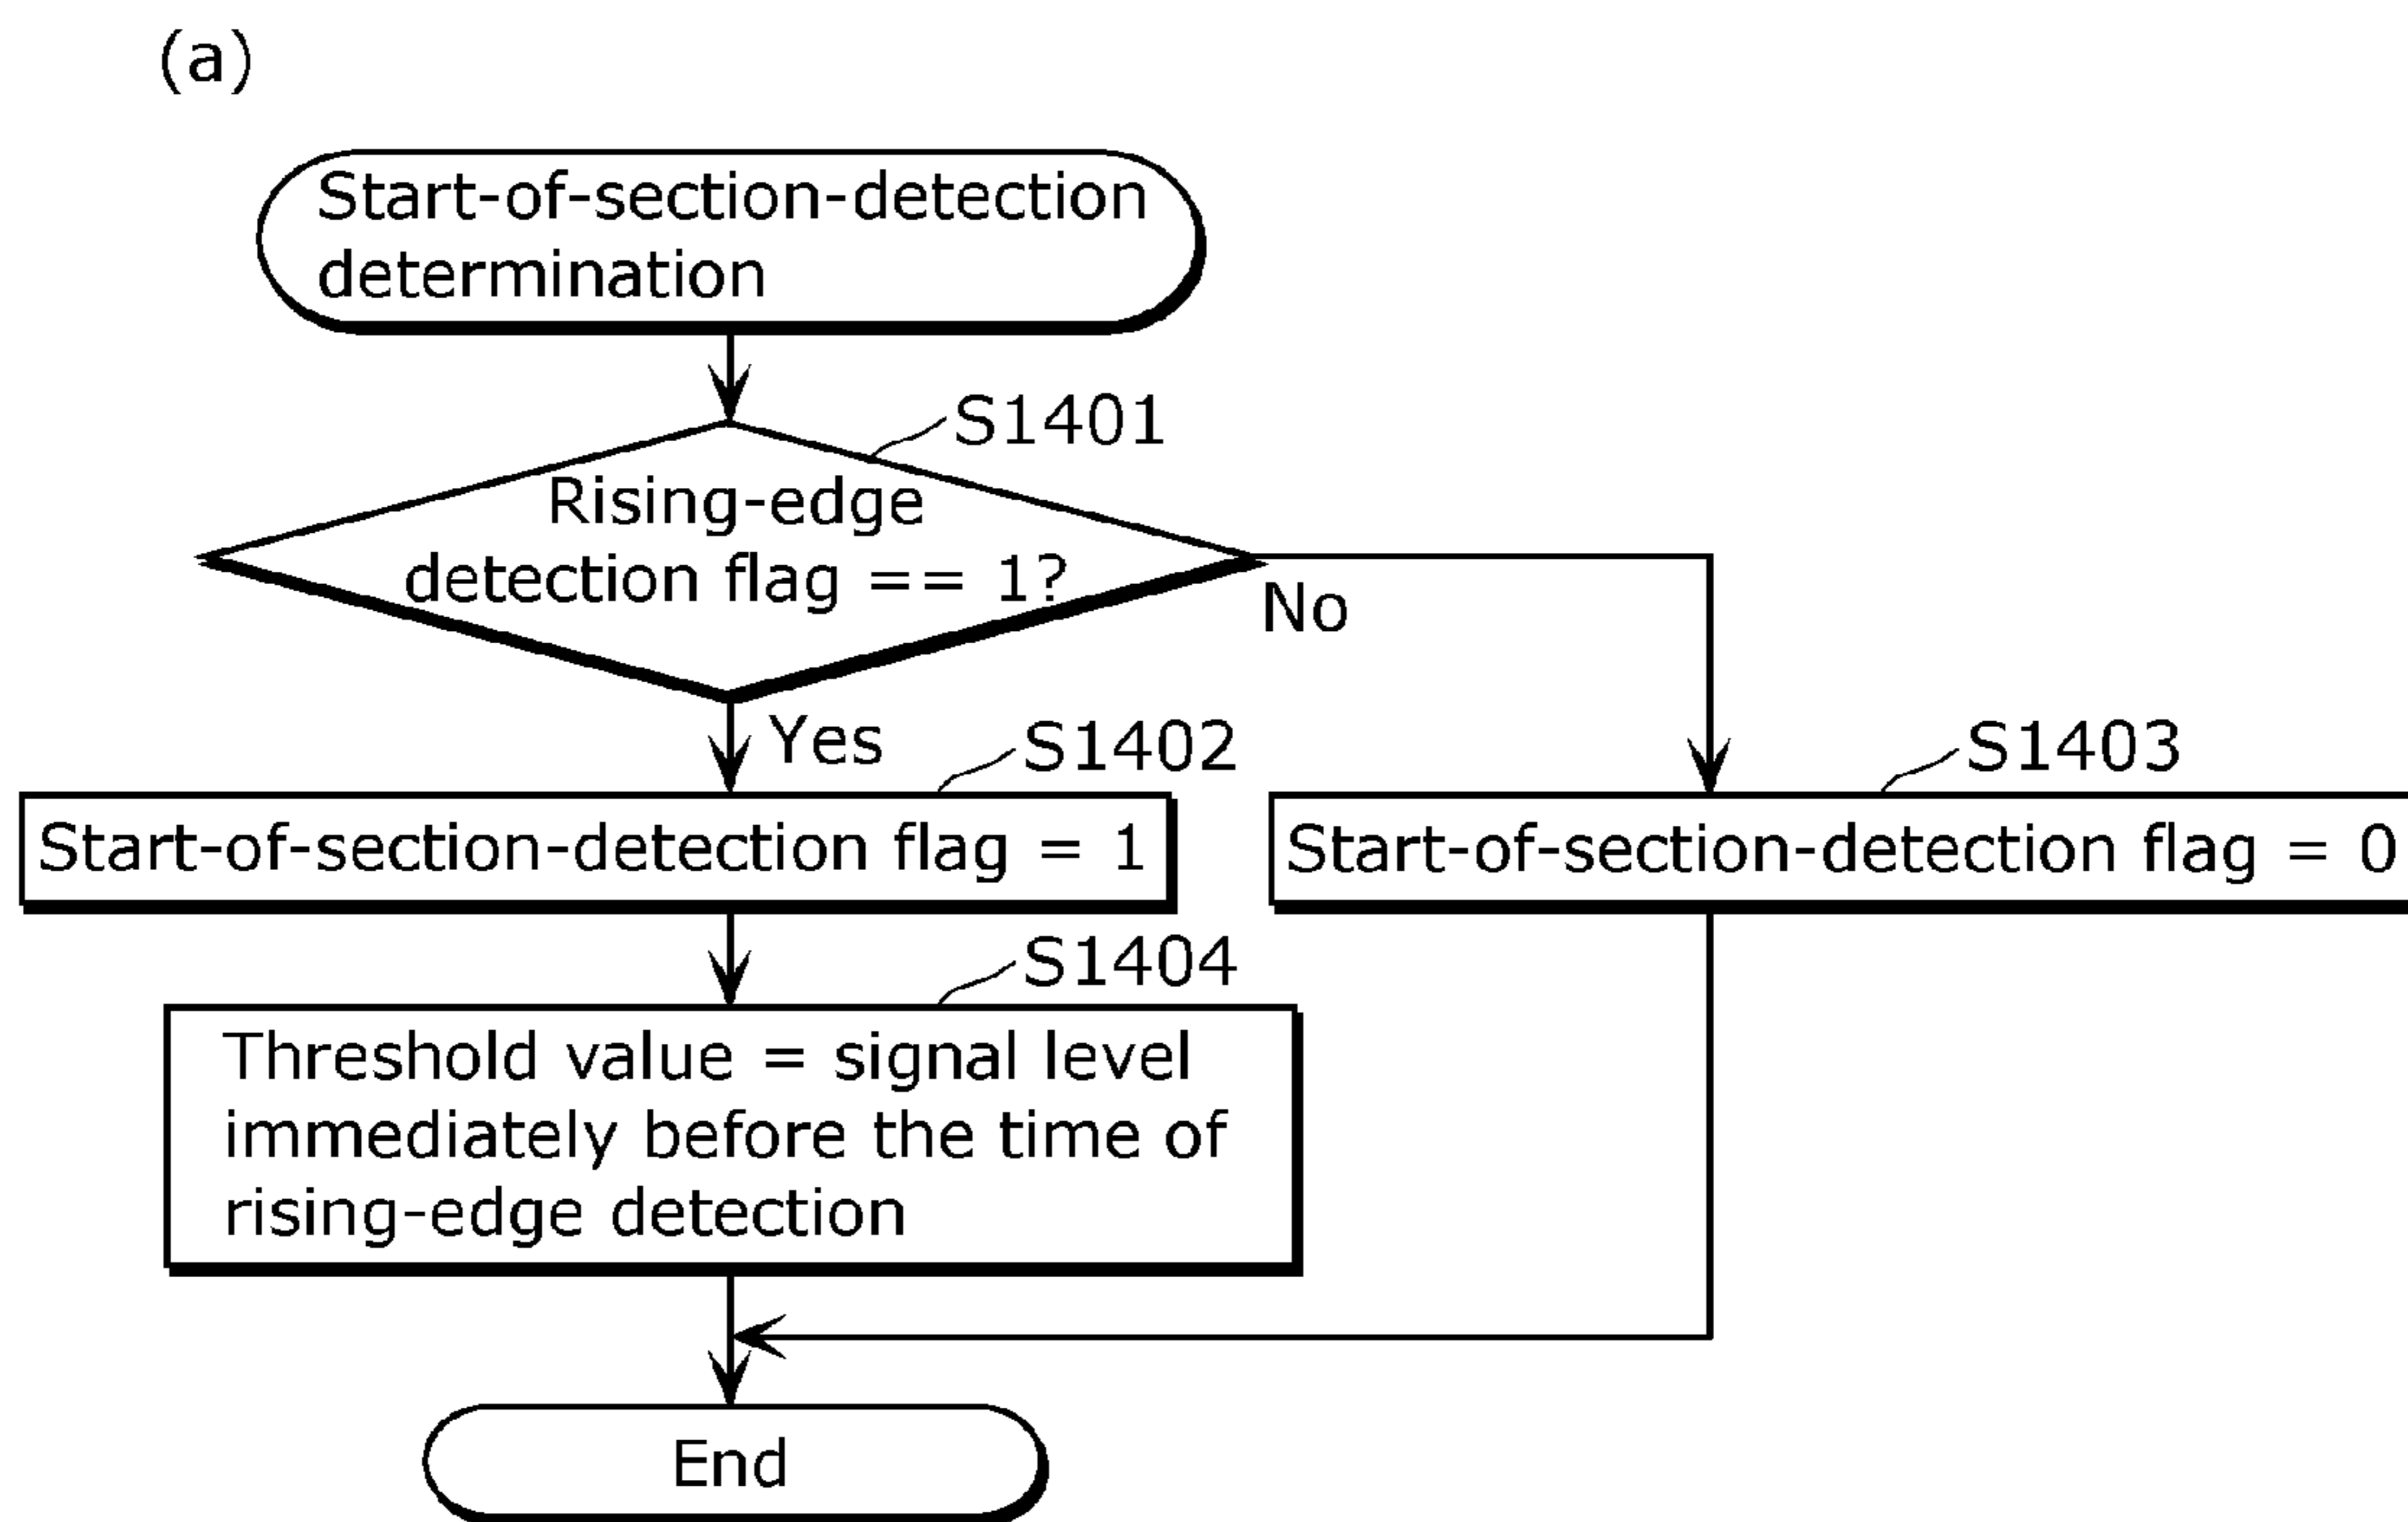 (a)
Start-of-section-detection
determination
S1401
Rising-edge
detection flag == 1?
No
Yes
S1402
S1403
Start-of-section-detection flag = 1
Start-of-section-detection flag = 0
S1404
Threshold value = signal level
immediately before the time of
rising-edge detection
End